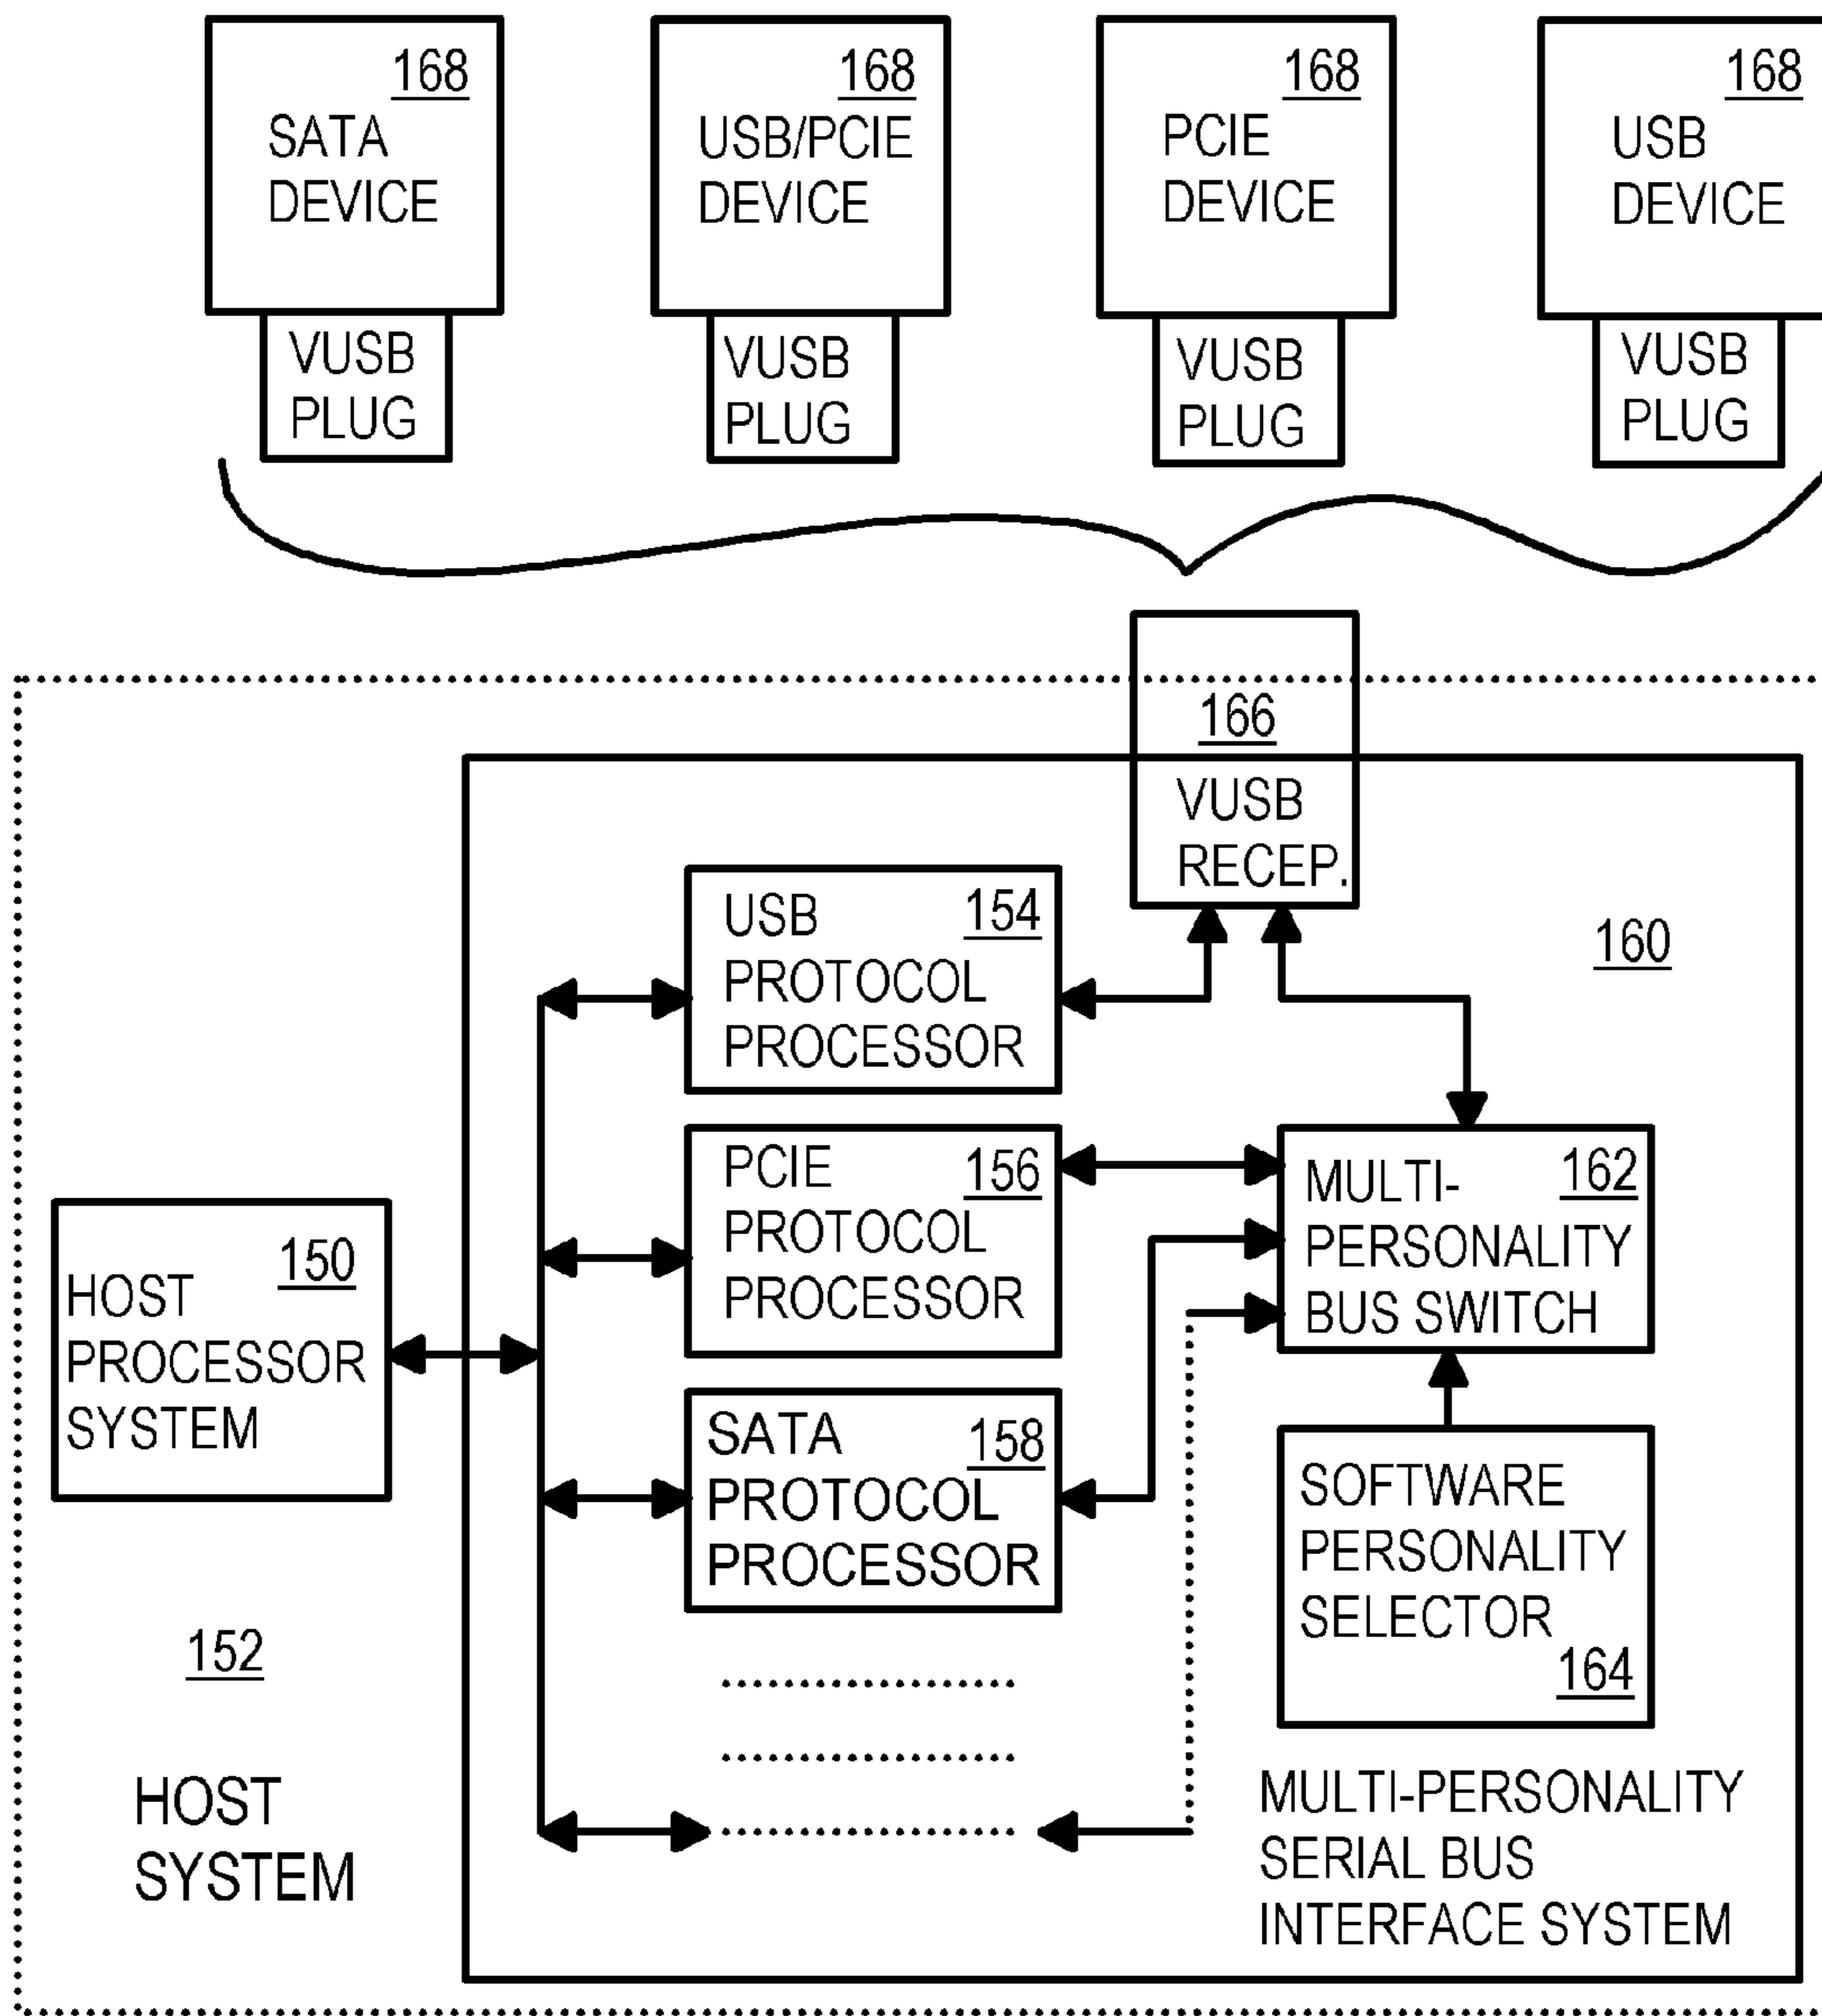 168
SATA
DEVICE
VUSB
PLUG
168
USB/PCIE
DEVICE
VUSB
PLUG
168
PCIE
DEVICE
VUSB
PLUG
168
USB
DEVICE
VUSB
PLUG
166
VUSB
RECEP.
160
USB 154
PROTOCOL
PROCESSOR
PCIE 156
PROTOCOL
PROCESSOR
162
MULTI-
PERSONALITY
BUS SWITCH
150
HOST
PROCESSOR
SYSTEM
SATA 158
PROTOCOL
PROCESSOR
SOFTWARE
PERSONALITY
SELECTOR
164
152
HOST
SYSTEM
MULTI-PERSONALITY
SERIAL BUS
INTERFACE SYSTEM